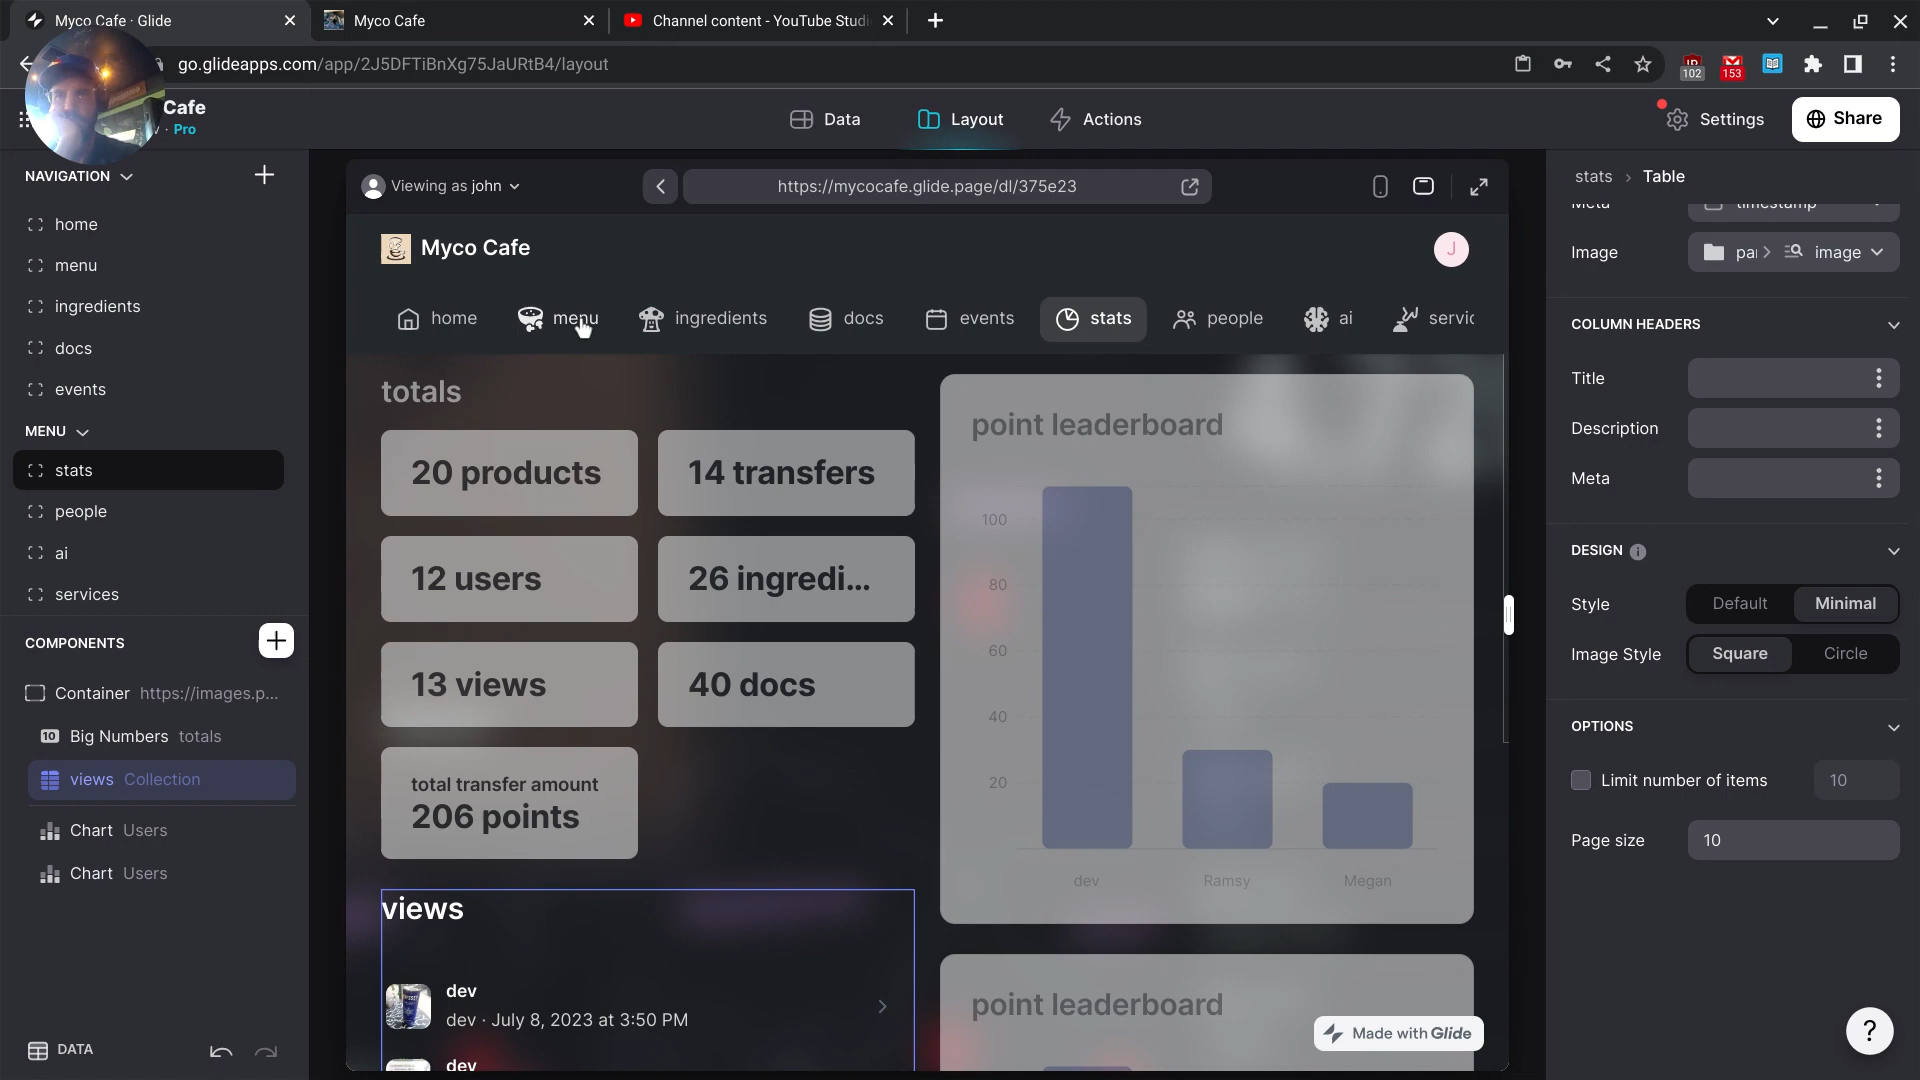 Myco Cafe · Glide
Myco Cafe
Channel content - YouTube Studi
go.glideapps.com/app/2J5DFTiBnXg75JaURtB4/layout
102
153
Cafe
· Pro
Data
Layout
Actions
Settings
Share
NAVIGATION
home
menu
ingredients
docs
events
MENU
stats
people
ai
services
COMPONENTS
Container https://images.p...
10 Big Numbers totals
views Collection
Chart Users
Chart Users
DATA
Viewing as john
https://mycocafe.glide.page/dl/375e23
Myco Cafe
J
home
menu
ingredients
docs
events
stats
people
ai
servic
totals
20 products
14 transfers
12 users
26 ingredi...
13 views
40 docs
total transfer amount
206 points
views
dev
dev · July 8, 2023 at 3:50 PM
dev
point leaderboard
100
80
60
40
20
dev
Ramsy
Megan
point leaderboard
Made with Glide
stats › Table
Meta
timestamp
Image
pai
image
COLUMN HEADERS
Title
Description
Meta
DESIGN
Style
Default
Minimal
Image Style
Square
Circle
OPTIONS
Limit number of items
10
Page size
10
?